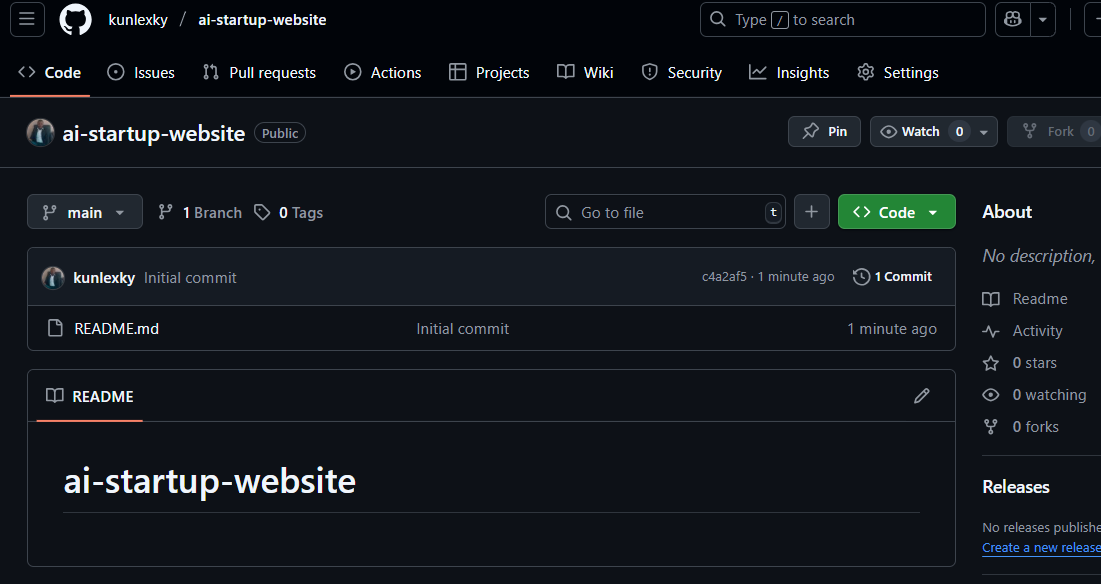 kunlexky / ai-startup-website
Type / to search
Code Issues Pull requests Actions Projects Wiki Security Insights Settings
ai-startup-website Public
Pin Watch 0 Fork 0
main 1 Branch 0 Tags
Go to file t
Code
kunlexky Initial commit
c4a2af5 · 1 minute ago 1 Commit
README.md Initial commit 1 minute ago
README
ai-startup-website
About
No description,
Readme
Activity
0 stars
0 watching
0 forks
Releases
No releases publishe
Create a new release